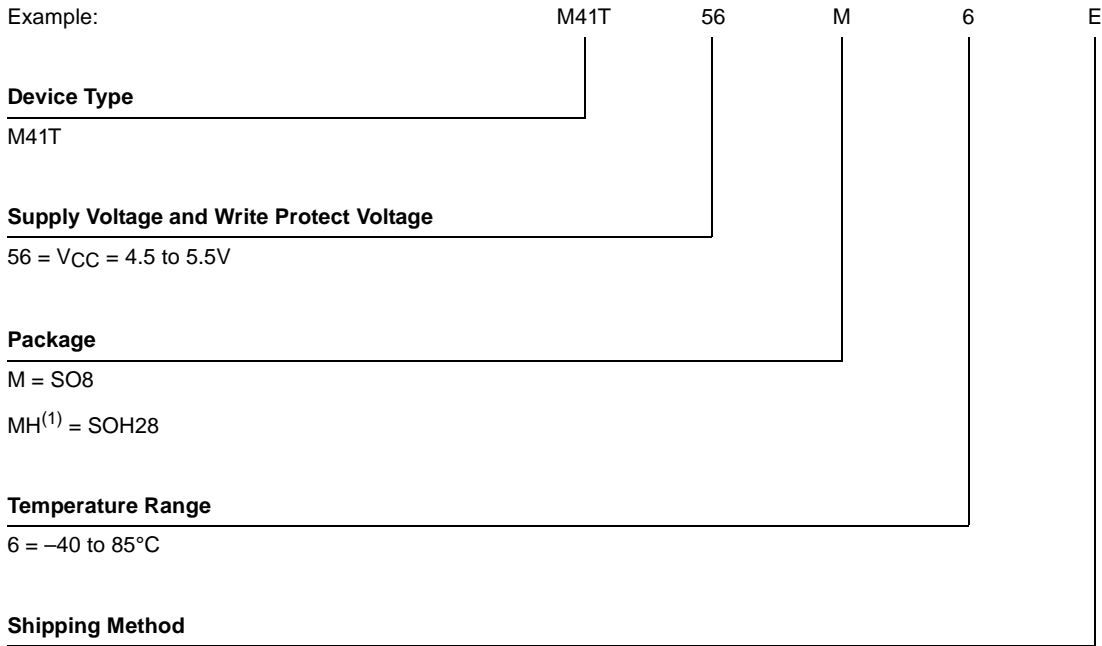 Example: M41T 56 M 6 E
Device Type
M41T
Supply Voltage and Write Protect Voltage
56 = VCC = 4.5 to 5.5V
Package
M = SO8
MH(1) = SOH28
Temperature Range
6 = –40 to 85°C
Shipping Method